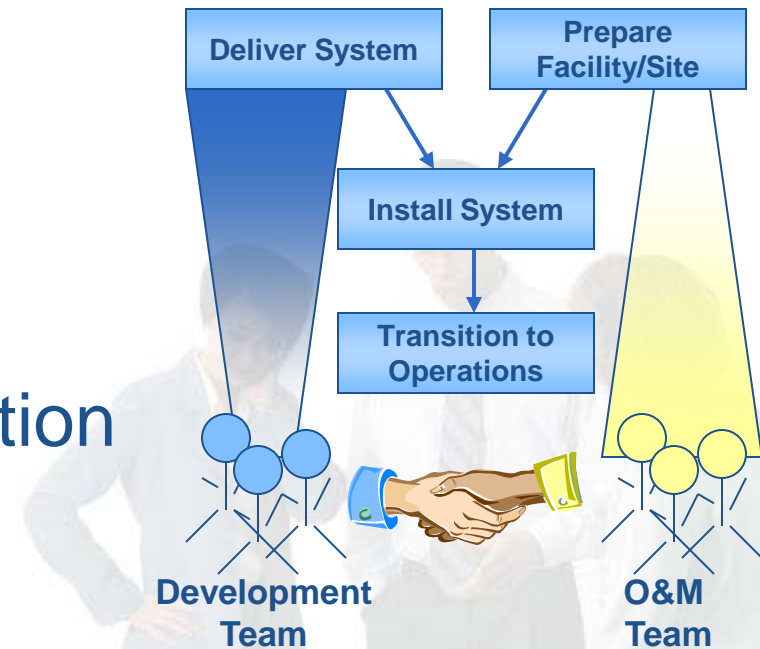 Deliver System
Prepare
Facility/Site
Install System
Transition to
Operations
tion
Development
Team
O&M
Team